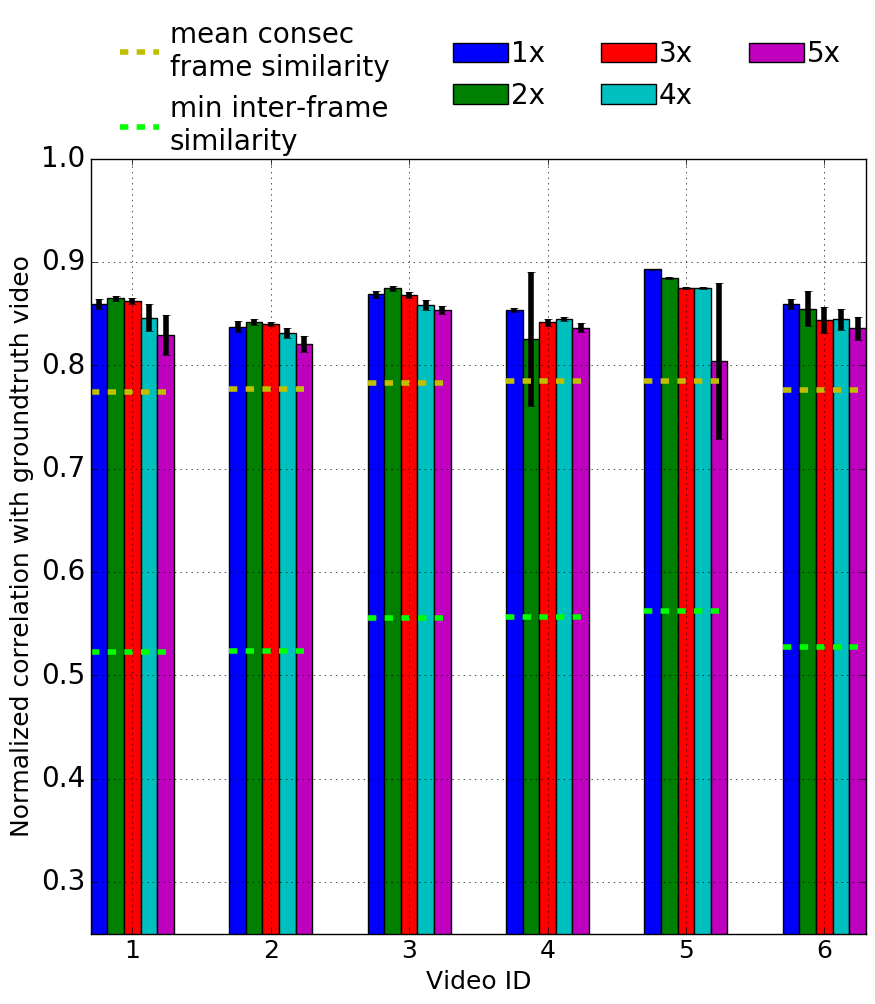 mean consec
frame similarity
min inter-frame
similarity
1x
3x
5x
2x
4x
1.0
0.9
0.8
0.7
0.6
0.5
0.4
0.3
Normalized correlation with groundtruth video
1 2 3 4 5 6
Video ID